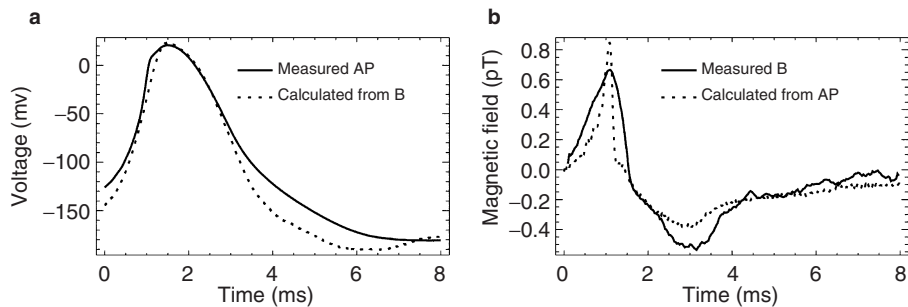 a
0
−50
−100
−150
Voltage (mv)
Measured AP
Calculated from B
0 2 4 6 8
Time (ms)
b
0.8
0.6
0.4
0.2
0.0
−0.2
−0.4
Magnetic field (pT)
Measured B
Calculated from AP
0 2 4 6 8
Time (ms)